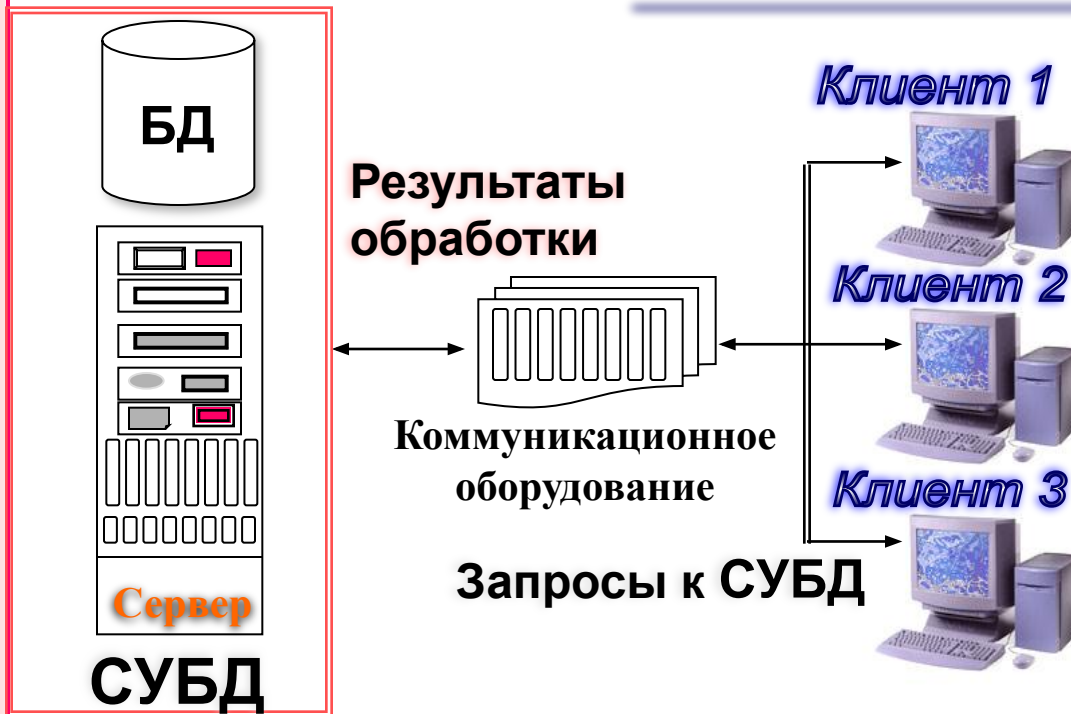 БД
Сервер
СУБД
Результаты
обработки
Коммуникационное
оборудование
Запросы к СУБД
Клиент 1
Клиент 2
Клиент 3